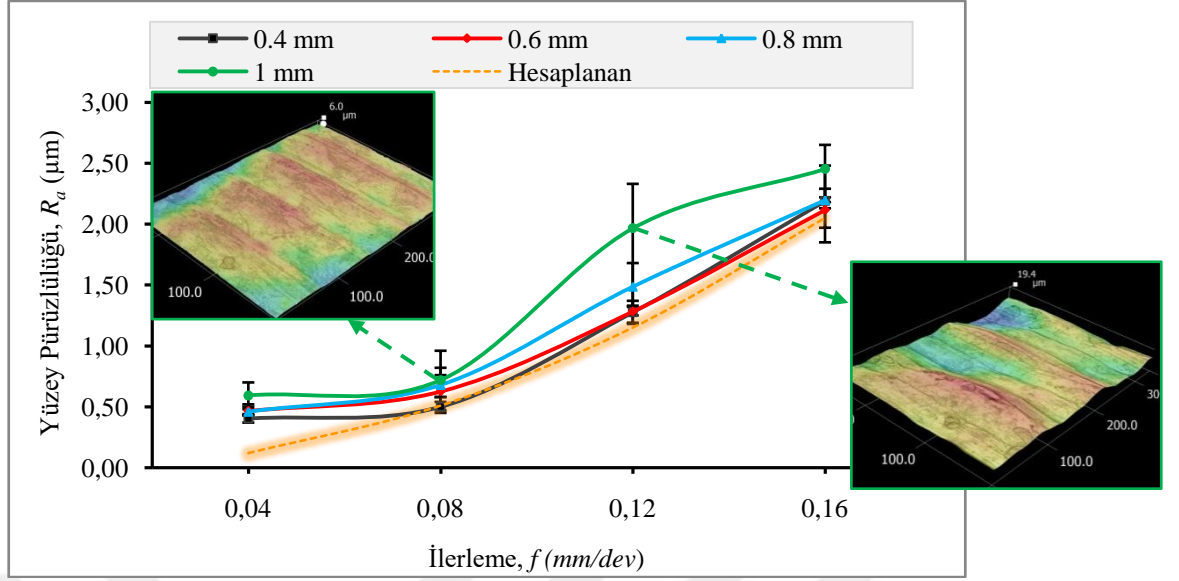 0.4 mm 0.6 mm 0.8 mm
1 mm Hesaplanan
Yüzey Pürüzlülüğü, Ra (µm)
3,00
2,50
2,00
1,50
1,00
0,50
0,00
6.0
µm
200.0
100.0 100.0
19.4
µm
30
200.0
100.0 100.0
0,04 0,08 0,12 0,16
İlerleme, f (mm/dev)